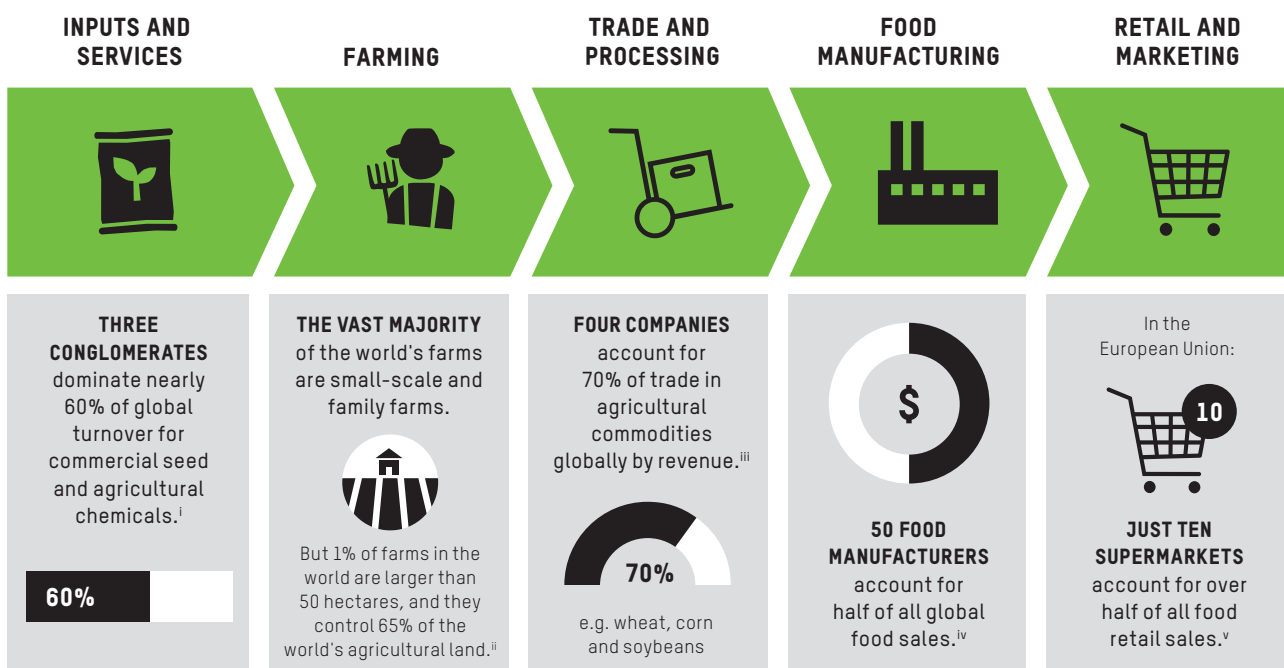 INPUTS AND
SERVICES
FARMING
TRADE AND
PROCESSING
FOOD
MANUFACTURING
RETAIL AND
MARKETING
THREE
CONGLOMERATES
dominate nearly
60% of global
turnover for
commercial seed
and agricultural
chemicals.ⁱ
60%
THE VAST MAJORITY
of the world's farms
are small-scale and
family farms.
But 1% of farms in the
world are larger than
50 hectares, and they
control 65% of the
world's agricultural land.ⁱⁱ
FOUR COMPANIES
account for
70% of trade in
agricultural
commodities
globally by revenue.ⁱⁱⁱ
70%
e.g. wheat, corn
and soybeans
$
50 FOOD
MANUFACTURERS
account for
half of all global
food sales.ⁱᵛ
In the
European Union:
10
JUST TEN
SUPERMARKETS
account for over
half of all food
retail sales.ᵛ